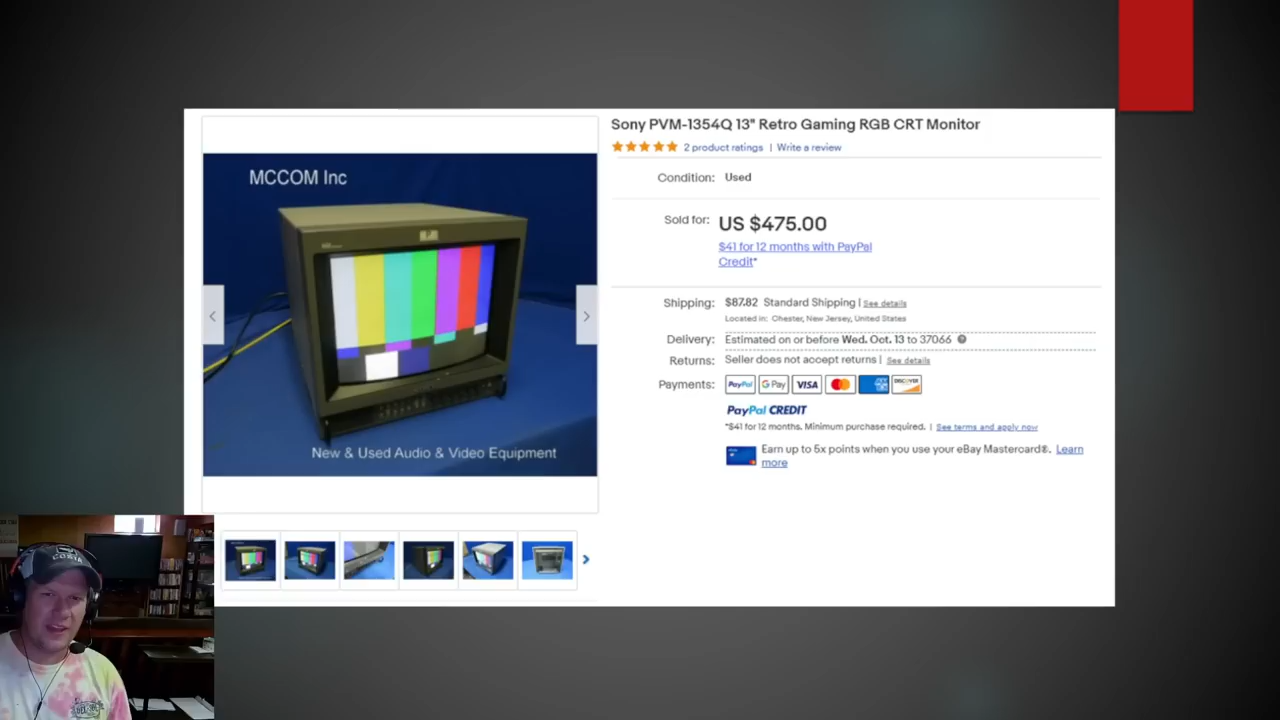 Sony PVM-1354Q 13" Retro Gaming RGB CRT Monitor
2 product ratings | Write a review
MCCOM Inc
New & Used Audio & Video Equipment
Condition: Used
Sold for: US $475.00
$41 for 12 months with PayPal
Credit*
Shipping: $87.82 Standard Shipping | See details
Located in: Chester, New Jersey, United States
Delivery: Estimated on or before Wed. Oct. 13 to 37066
Returns: Seller does not accept returns | See details
Payments: PayPal G Pay VISA DISCOVER
PayPal CREDIT
*$41 for 12 months. Minimum purchase required. | See terms and apply now
Earn up to 5x points when you use your eBay Mastercard®. Learn
more